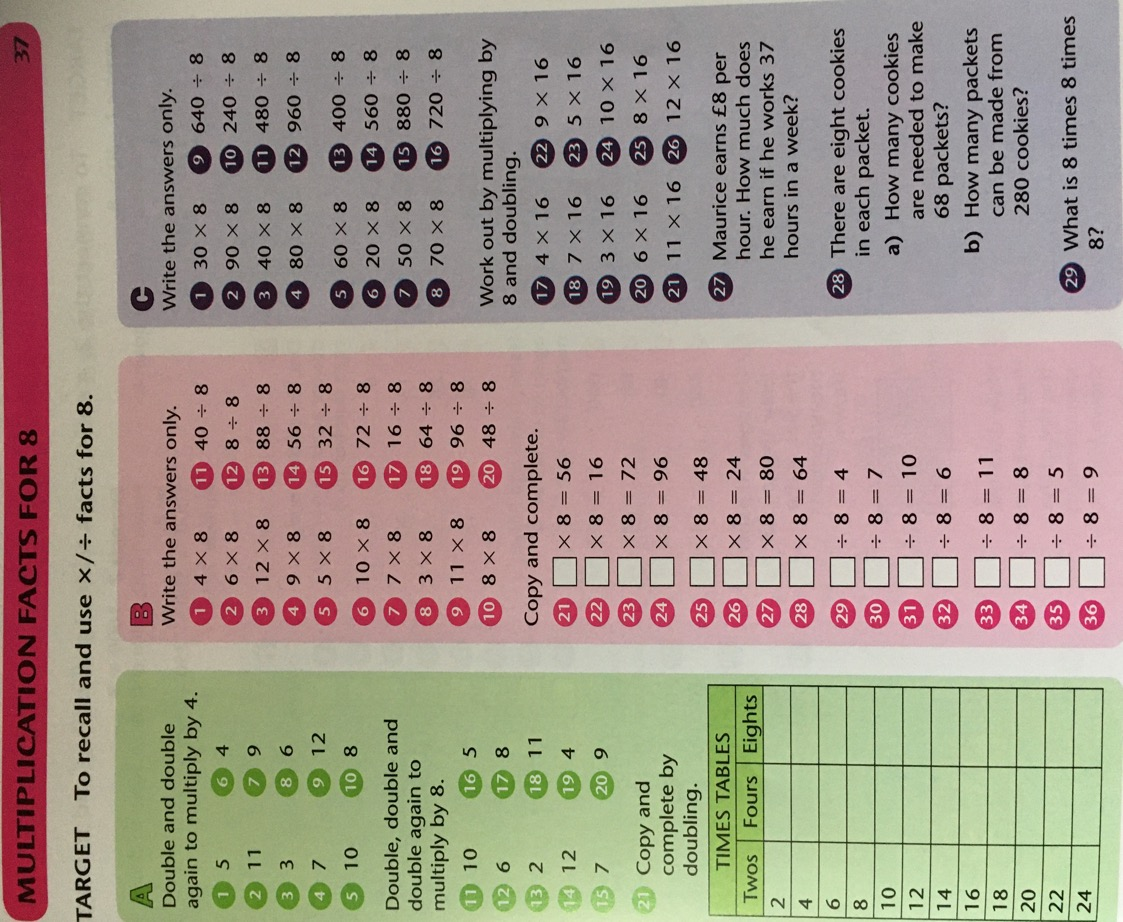 MULTIPLICATION FACTS FOR 8 37
TARGET To recall and use ×/÷ facts for 8.
A
Double and double
again to multiply by 4.
1 5 6 4
2 11 7 9
3 3 8 6
4 7 9 12
5 10 10 8
Double, double and
double again to
multiply by 8.
11 10 16 5
12 6 17 8
13 2 18 11
14 12 19 4
15 7 20 9
21 Copy and
complete by
doubling.
TIMES TABLES
Twos Fours Eights
2
4
6
8
10
12
14
16
18
20
22
24
B
Write the answers only.
1 4 × 8 11 40 ÷ 8
2 6 × 8 12 8 ÷ 8
3 12 × 8 13 88 ÷ 8
4 9 × 8 14 56 ÷ 8
5 5 × 8 15 32 ÷ 8
6 10 × 8 16 72 ÷ 8
7 7 × 8 17 16 ÷ 8
8 3 × 8 18 64 ÷ 8
9 11 × 8 19 96 ÷ 8
10 8 × 8 20 48 ÷ 8
Copy and complete.
21 □ × 8 = 56
22 □ × 8 = 16
23 □ × 8 = 72
24 □ × 8 = 96
25 □ × 8 = 48
26 □ × 8 = 24
27 □ × 8 = 80
28 □ × 8 = 64
29 □ ÷ 8 = 4
30 □ ÷ 8 = 7
31 □ ÷ 8 = 10
32 □ ÷ 8 = 6
33 □ ÷ 8 = 11
34 □ ÷ 8 = 8
35 □ ÷ 8 = 5
36 □ ÷ 8 = 9
C
Write the answers only.
1 30 × 8 9 640 ÷ 8
2 90 × 8 10 240 ÷ 8
3 40 × 8 11 480 ÷ 8
4 80 × 8 12 960 ÷ 8
5 60 × 8 13 400 ÷ 8
6 20 × 8 14 560 ÷ 8
7 50 × 8 15 880 ÷ 8
8 70 × 8 16 720 ÷ 8
Work out by multiplying by
8 and doubling.
17 4 × 16 22 9 × 16
18 7 × 16 23 5 × 16
19 3 × 16 24 10 × 16
20 6 × 16 25 8 × 16
21 11 × 16 26 12 × 16
27 Maurice earns £8 per
hour. How much does
he earn if he works 37
hours in a week?
28 There are eight cookies
in each packet.
a) How many cookies
are needed to make
68 packets?
b) How many packets
can be made from
280 cookies?
29 What is 8 times 8 times
8?